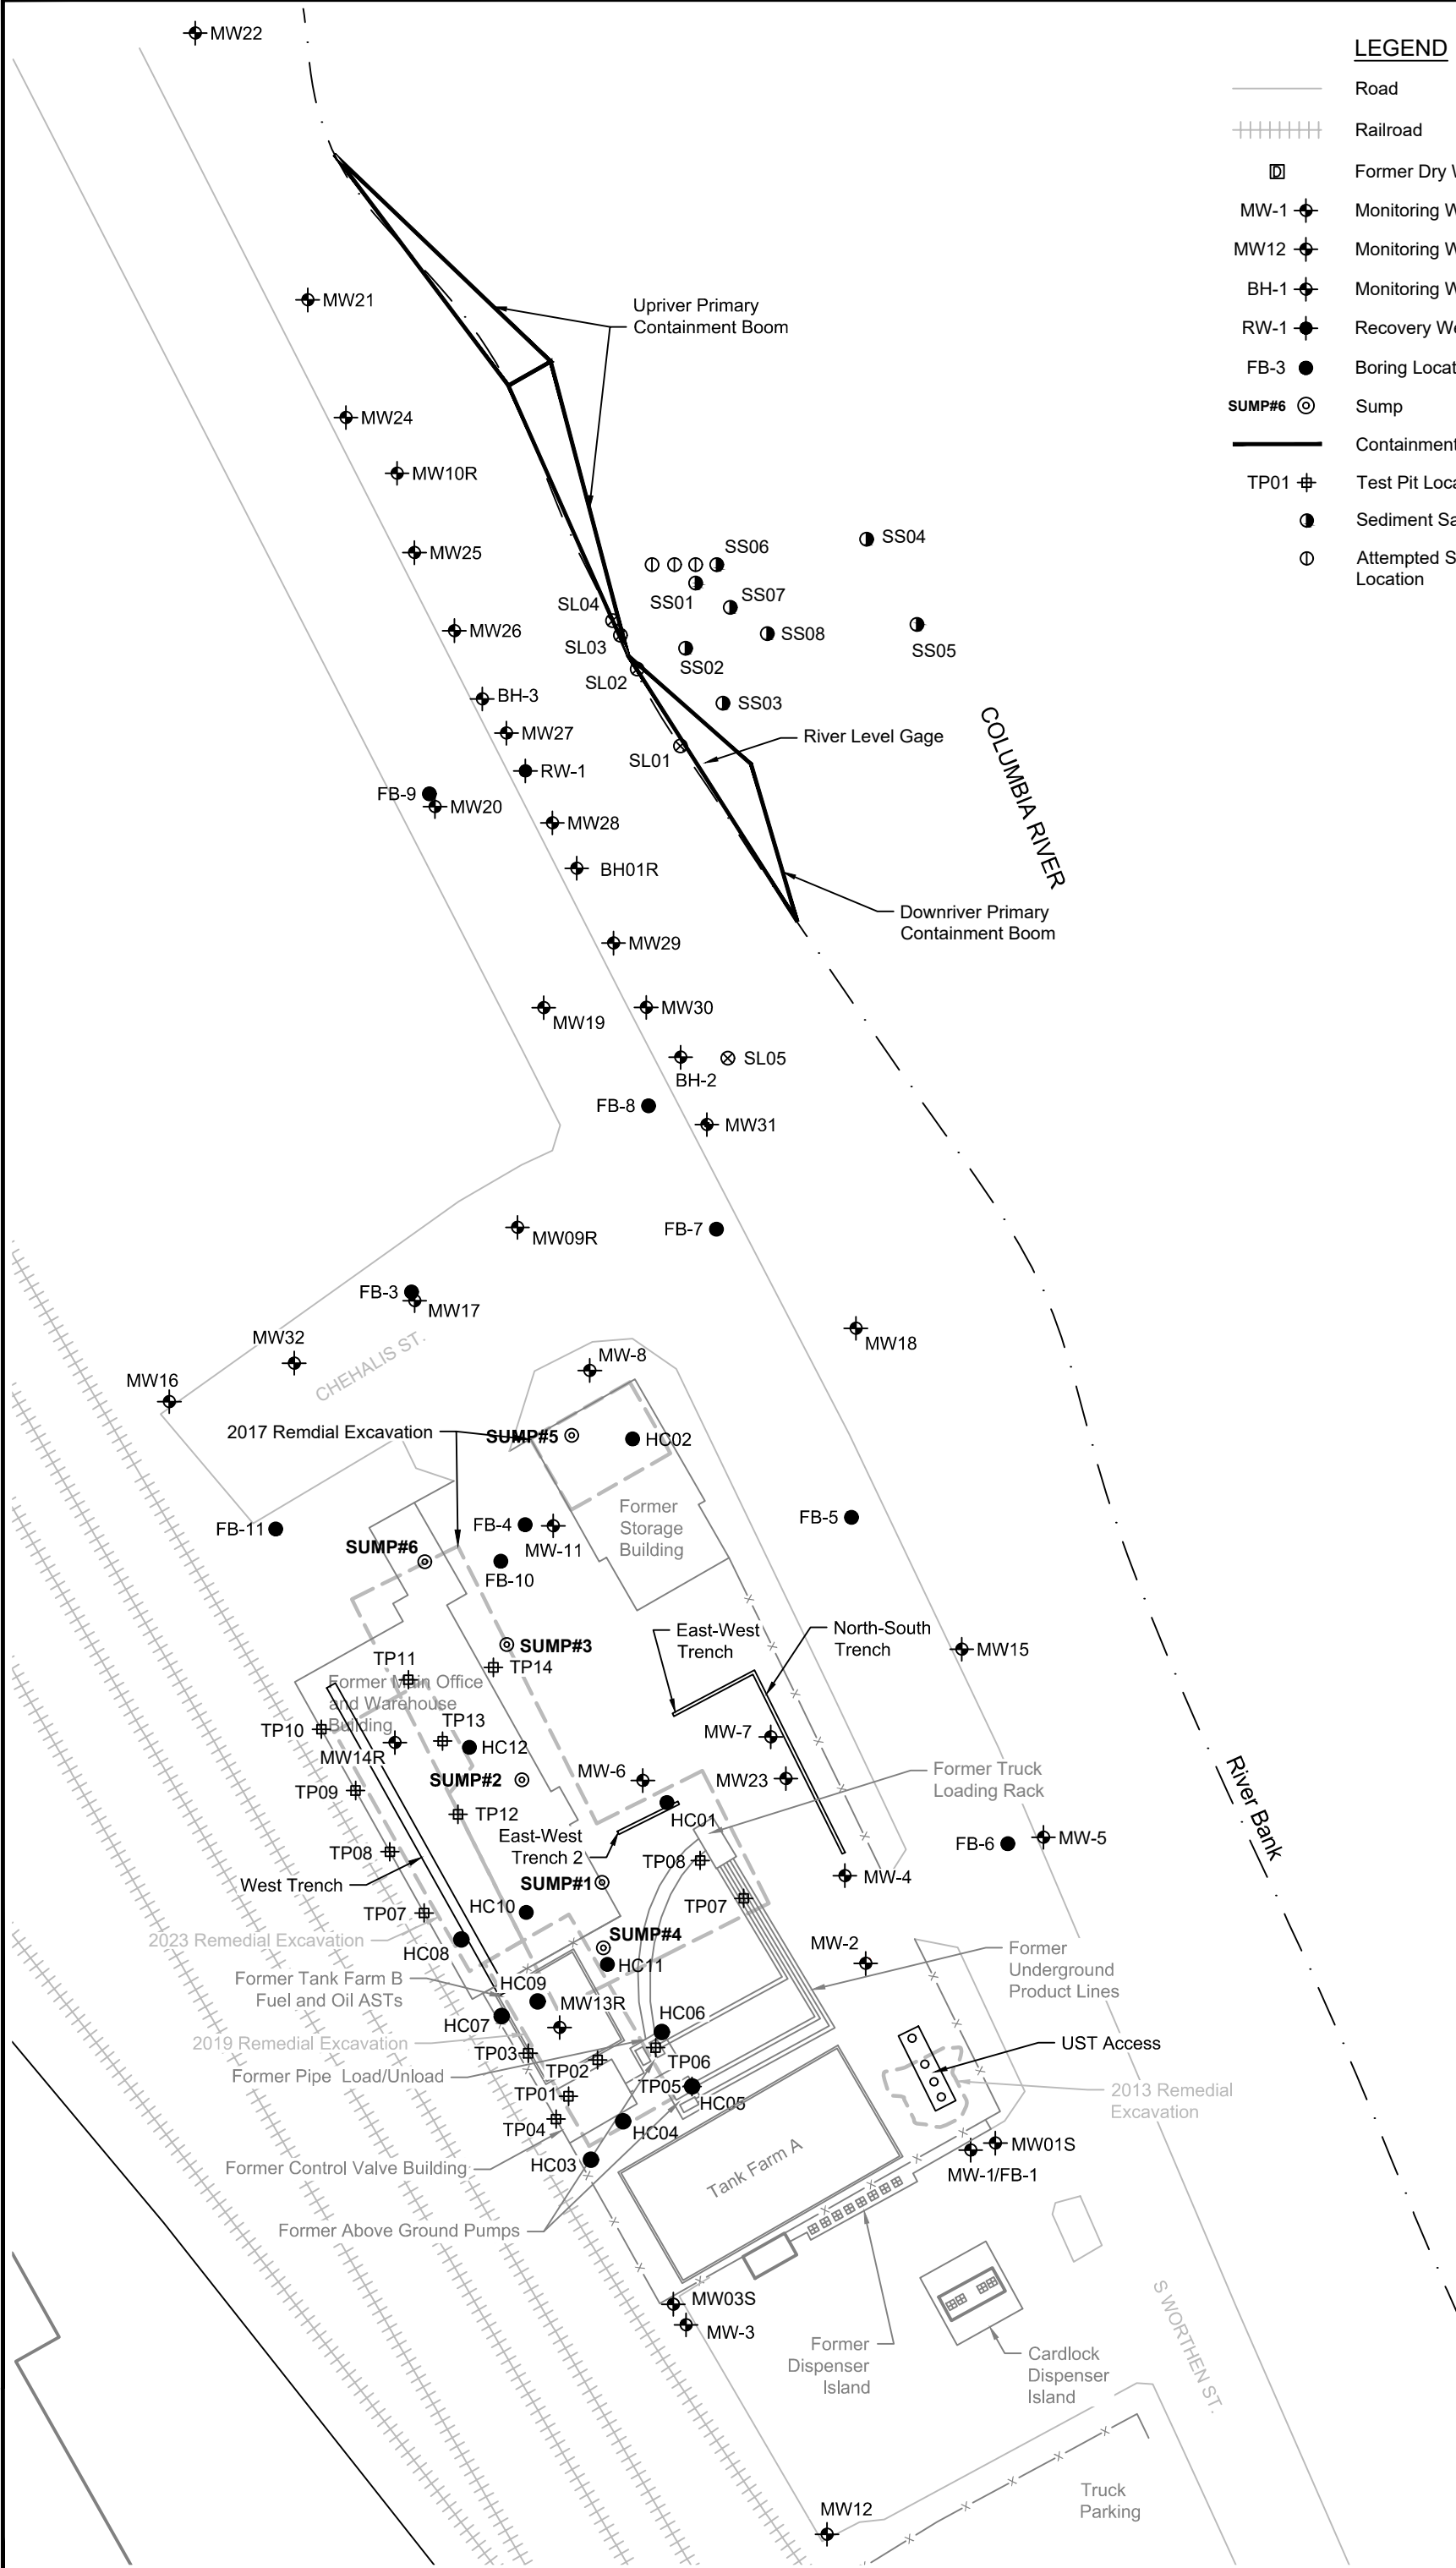 MW22
LEGEND
Road
Railroad
D
Former Dry
MW-1
Monitoring
MW12
Monitoring
BH-1
Monitoring
RW-1
Recovery
FB-3
Boring
SUMP#6
Sump
Containment
TP01
Test Pit
Sediment
Attempted
Location
MW21
Upriver Primary
Containment Boom
MW24
MW10R
MW25
SS04
SS06
SS01
SS07
SL04
SS08
SS05
MW26
SL03
SS02
SL02
BH-3
SS03
MW27
River Level Gage
SL01
COLUMBIA RIVER
RW-1
FB-9
MW20
MW28
BH01R
Downriver Primary
Containment Boom
MW29
MW19
MW30
SL05
BH-2
FB-8
MW31
MW09R
FB-7
FB-3
MW17
MW18
MW32
CHEHALIS ST.
MW-8
MW16
2017 Remdial Excavation
SUMP#5
HC02
Former
Storage
Building
FB-5
FB-11
FB-4
MW-11
SUMP#6
FB-10
East-West
Trench
North-South
Trench
SUMP#3
MW15
TP11
TP14
Former Main Office
and Warehouse
Building
TP10
TP13
HC12
MW14R
MW-7
Former Truck
Loading Rack
SUMP#2
MW-6
MW23
TP09
TP12
HC01
River Bank
East-West
Trench 2
FB-6
MW-5
TP08
TP08
West Trench
SUMP#1
MW-4
TP07
TP07
HC10
2023 Remedial Excavation
HC08
SUMP#4
MW-2
Former
Underground
Product Lines
HC11
Former Tank Farm B
Fuel and Oil ASTs
HC09
MW13R
HC07
HC06
2019 Remedial Excavation
UST Access
TP03
TP02
TP06
Former Pipe Load/Unload
TP05
HC05
2013 Remedial
Excavation
TP01
TP04
HC04
MW01S
MW-1/FB-1
Tank Farm A
HC03
Former Control Valve Building
Former Above Ground Pumps
MW03S
MW-3
Former
Dispenser
Island
Cardlock
Dispenser
Island
S WORTHEN ST.
Truck
Parking
MW12